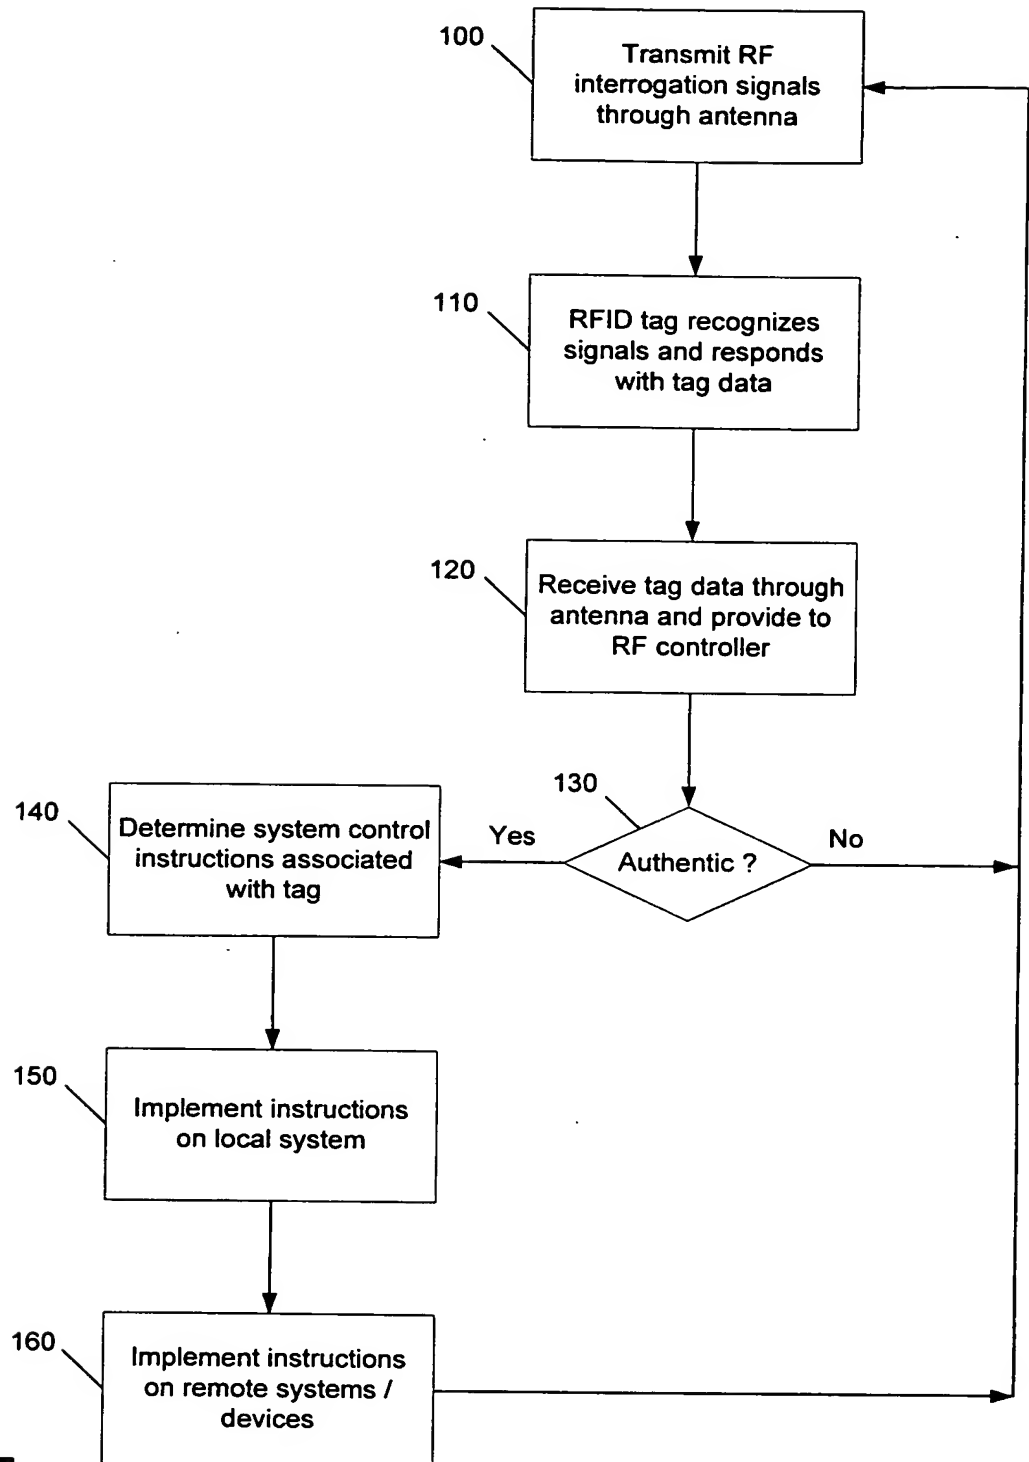 100
Transmit RF
interrogation signals
through antenna
110
RFID tag recognizes
signals and responds
with tag data
120
Receive tag data through
antenna and provide to
RF controller
130
Authentic ?
Yes
No
140
Determine system control
instructions associated
with tag
150
Implement instructions
on local system
160
Implement instructions
on remote systems /
devices